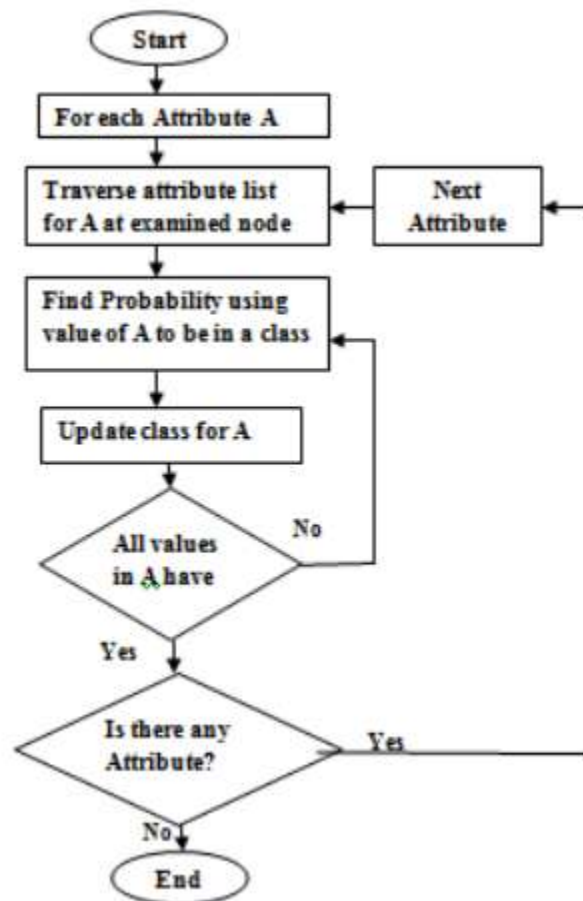 Start
For each Attribute A
Traverse attribute list
for A at examined node
Next
Attribute
Find Probability using
value of A to be in a class
Update class for A
No
All values
in A have
Yes
Is there any
Attribute?
Yes
No
End